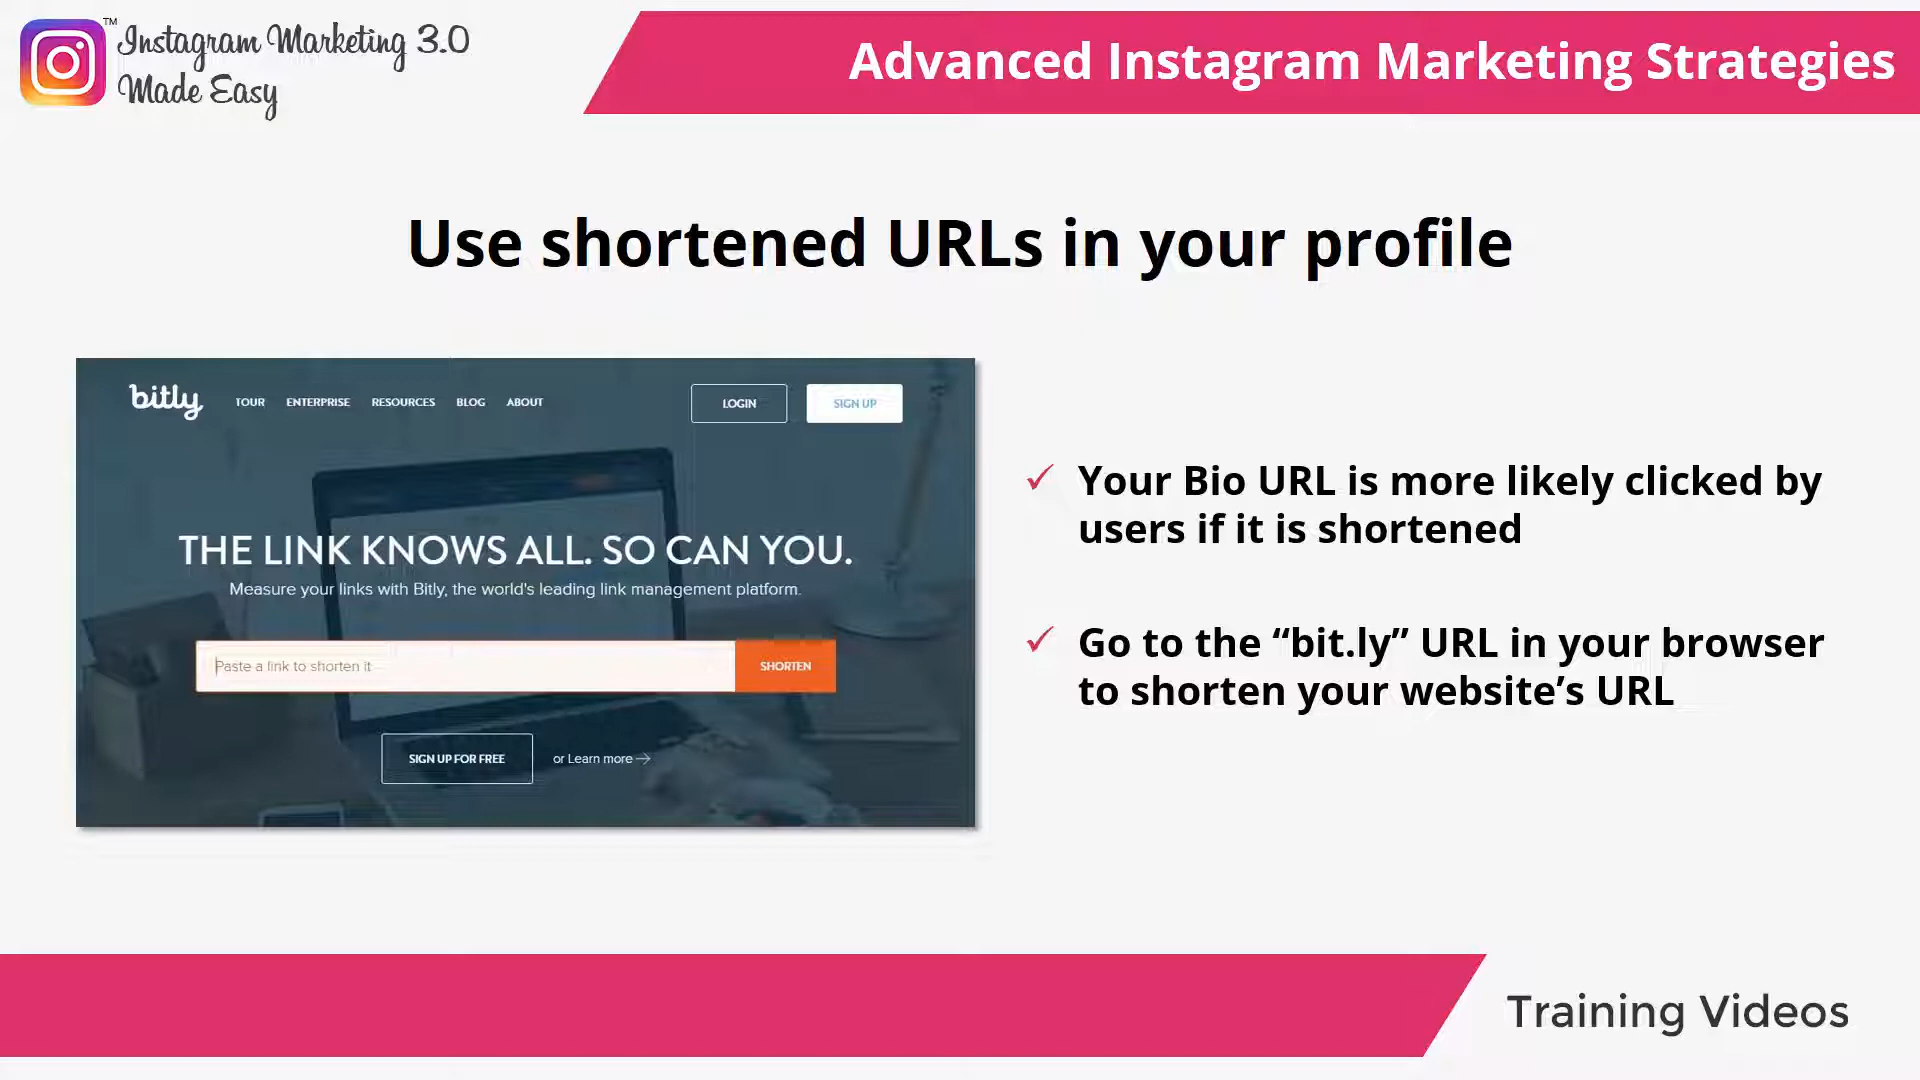 TM
Instagram Marketing 3.0
Made Easy
Advanced Instagram Marketing Strategies
Use shortened URLs in your profile
bitly
TOUR ENTERPRISE RESOURCES BLOG ABOUT
LOGIN
SIGN UP
THE LINK KNOWS ALL. SO CAN YOU.
Measure your links with Bitly, the world's leading link management platform.
Paste a link to shorten it
SHORTEN
SIGN UP FOR FREE
or Learn more →
✓ Your Bio URL is more likely clicked by
users if it is shortened
✓ Go to the “bit.ly” URL in your browser
to shorten your website’s URL
Training Videos